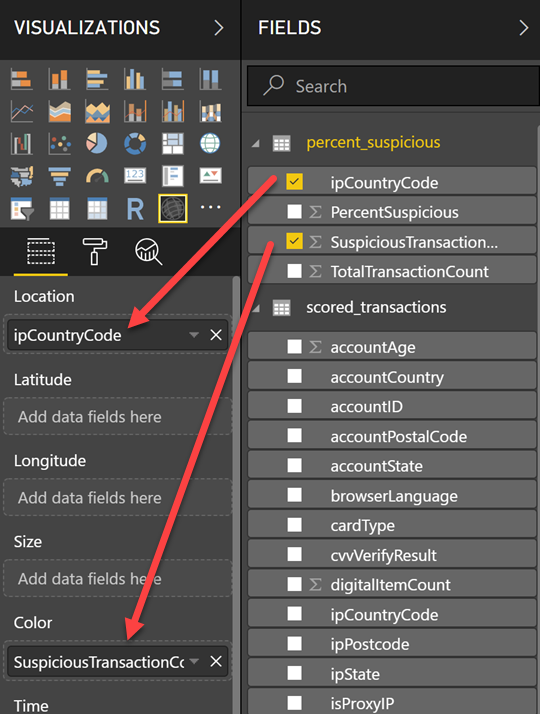 VISUALIZATIONS
123
R
Location
ipCountryCode
Latitude
Add data fields here
Longitude
Add data fields here
Size
Add data fields here
Color
SuspiciousTransactionCo
Time
FIELDS
Search
percent_suspicious
ipCountryCode
Σ PercentSuspicious
Σ SuspiciousTransaction...
Σ TotalTransactionCount
scored_transactions
Σ accountAge
accountCountry
accountID
accountPostalCode
accountState
browserLanguage
cardType
cvvVerifyResult
Σ digitalItemCount
ipCountryCode
ipPostcode
ipState
isProxyIP